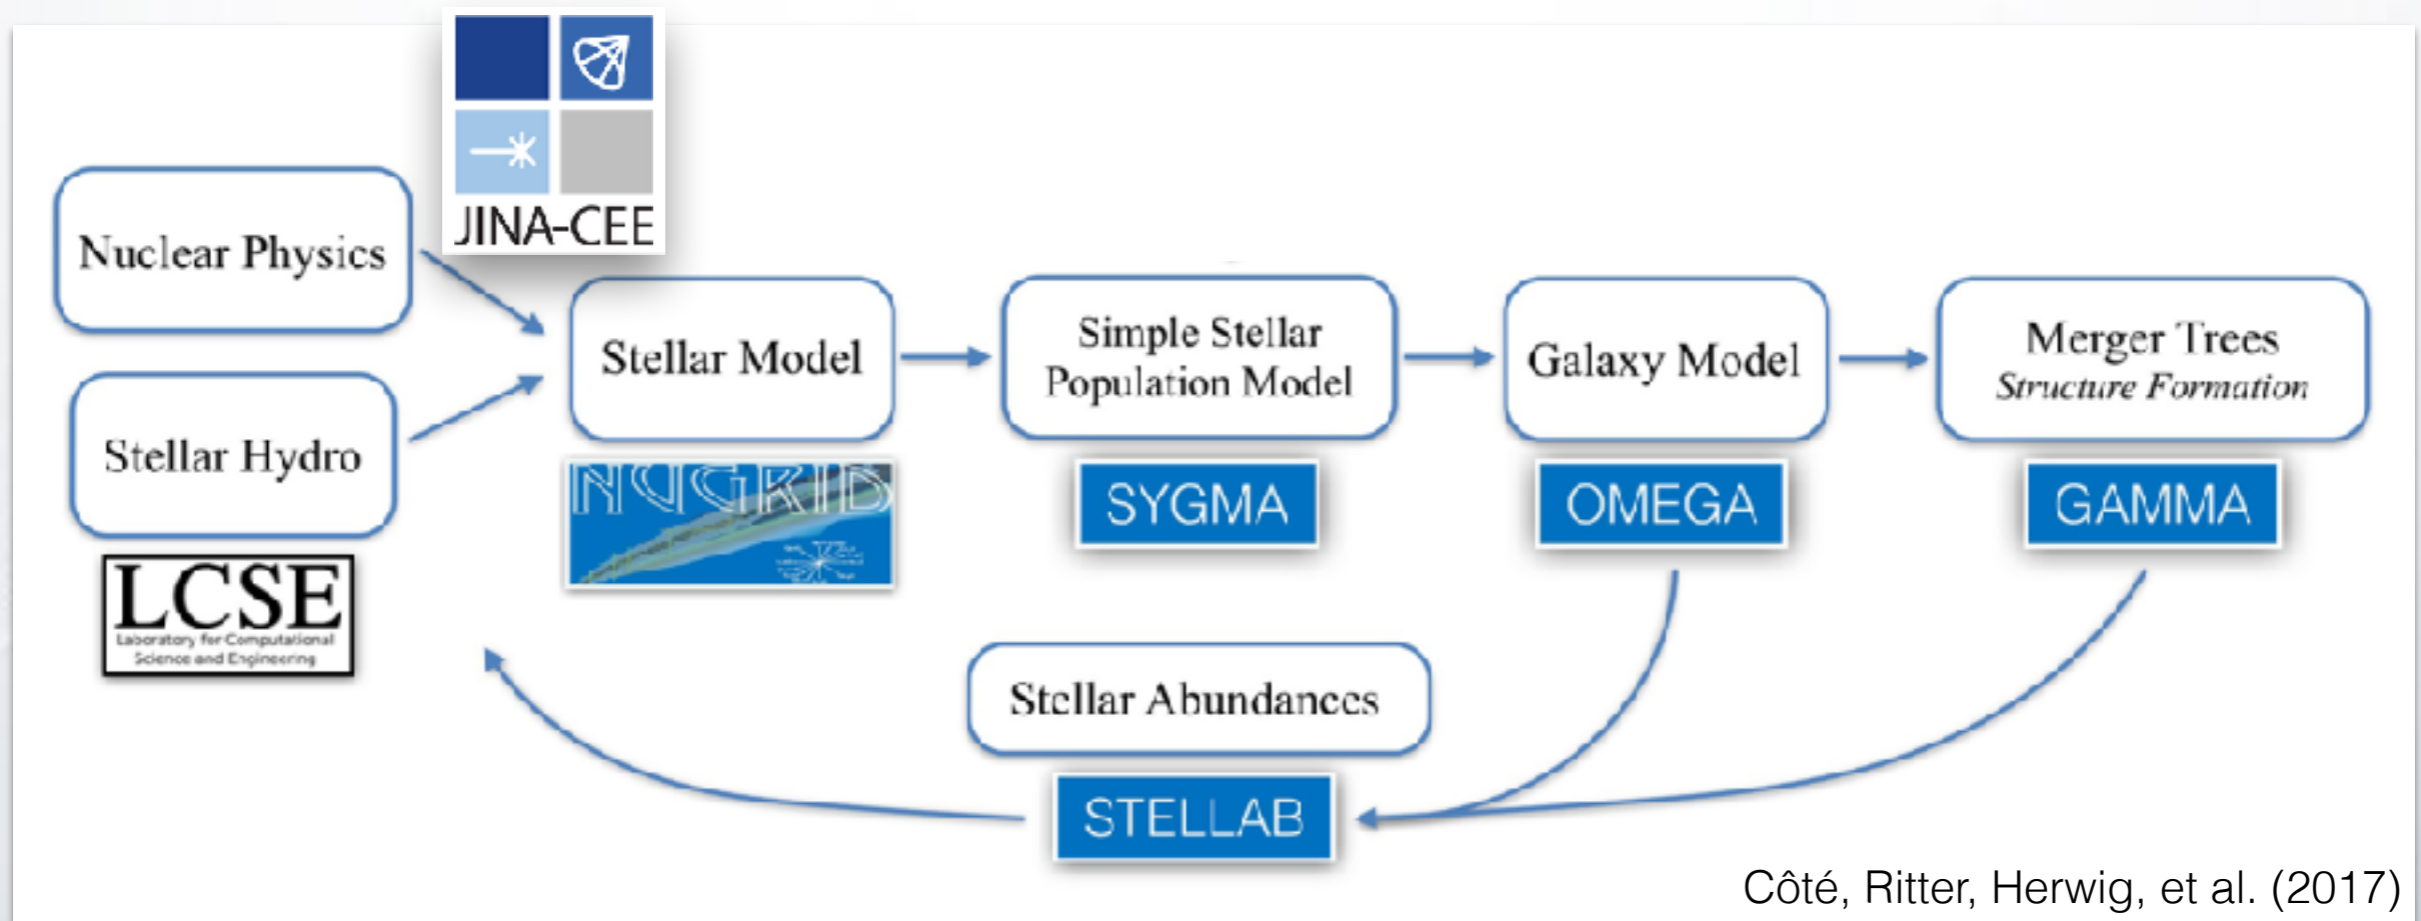 JINA-CEE
Nuclear Physics
Stellar Hydro
LCSE
Laboratory for Computational
Science and Engineering
Stellar Model
NUGRID
Simple Stellar
Population Model
SYGMA
Galaxy Model
OMEGA
Merger Trees
Structure Formation
GAMMA
Stellar Abundances
STELLAB
Côté, Ritter, Herwig, et al. (2017)